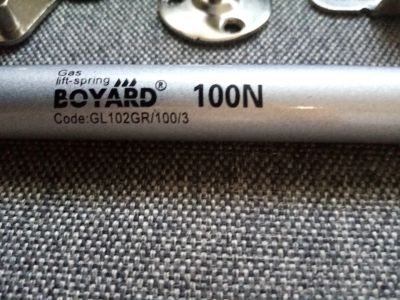 Gas
lift-spring
BOYARD® 100N
Code:GL102GR/100/3